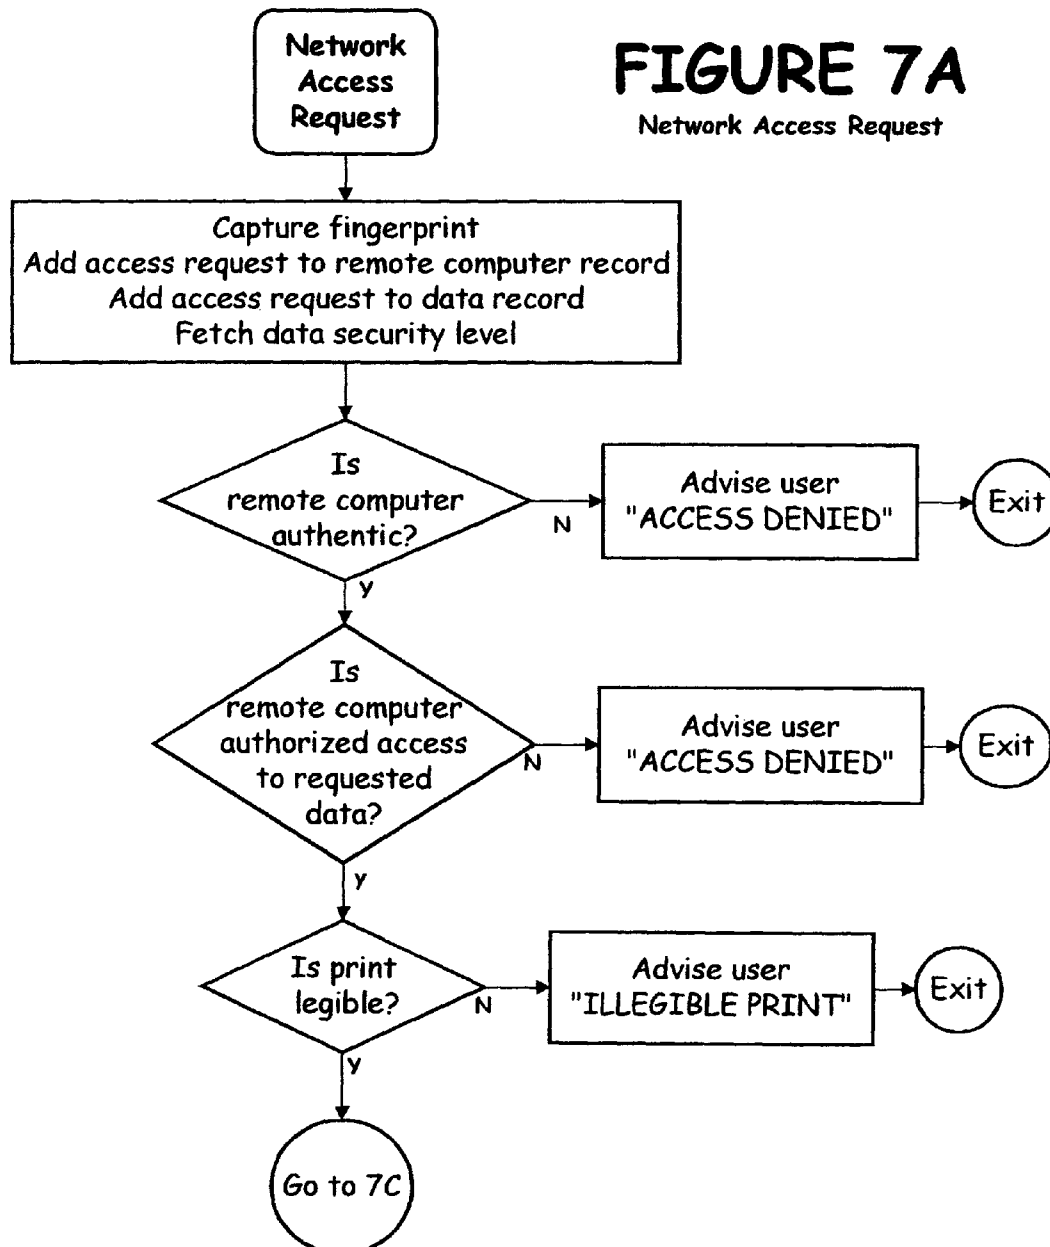 Network
Access
Request
FIGURE 7A
Network Access Request
Capture fingerprint
Add access request to remote computer record
Add access request to data record
Fetch data security level
Is
remote computer
authentic?
N
Advise user
"ACCESS DENIED"
Exit
Y
Is
remote computer
authorized access
to requested
data?
N
Advise user
"ACCESS DENIED"
Exit
Y
Is print
legible?
N
Advise user
"ILLEGIBLE PRINT"
Exit
Y
Go to 7C